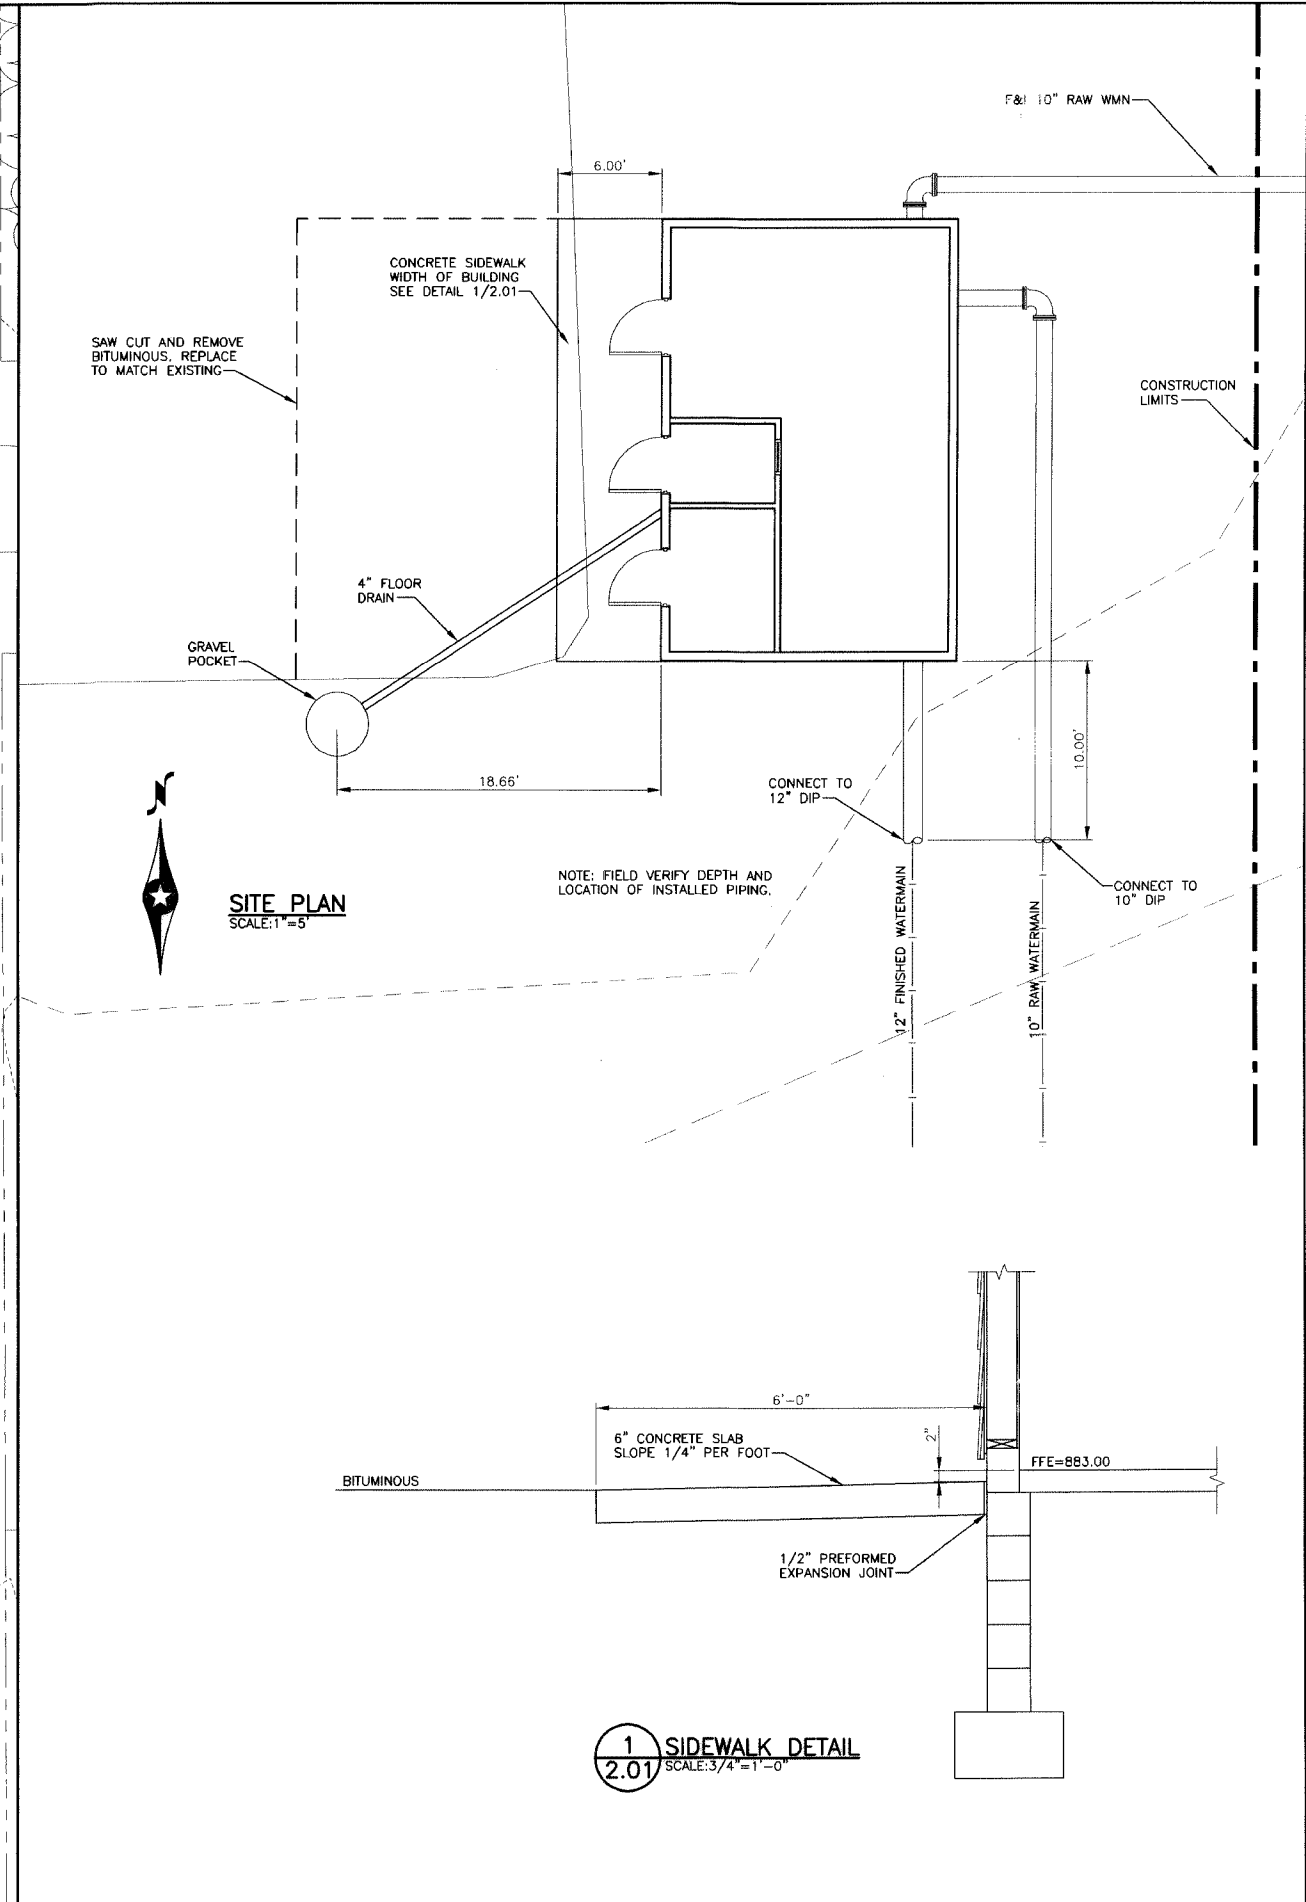 F&I 10" RAW WMN
6.00'
CONCRETE SIDEWALK
WIDTH OF BUILDING
SEE DETAIL 1/2.01
SAW CUT AND REMOVE
BITUMINOUS. REPLACE
TO MATCH EXISTING
CONSTRUCTION
LIMITS
4" FLOOR
DRAIN
GRAVEL
POCKET
18.66'
10.00'
CONNECT TO
12" DIP
N
NOTE: FIELD VERIFY DEPTH AND
LOCATION OF INSTALLED PIPING.
CONNECT TO
10" DIP
SITE PLAN
SCALE:1"=5'
12" FINISHED WATERMAIN
10" RAW WATERMAIN
6'-0"
6" CONCRETE SLAB
SLOPE 1/4" PER FOOT
2"
FFE=883.00
BITUMINOUS
1/2" PREFORMED
EXPANSION JOINT
1
2.01
SIDEWALK DETAIL
SCALE:3/4"=1'-0"